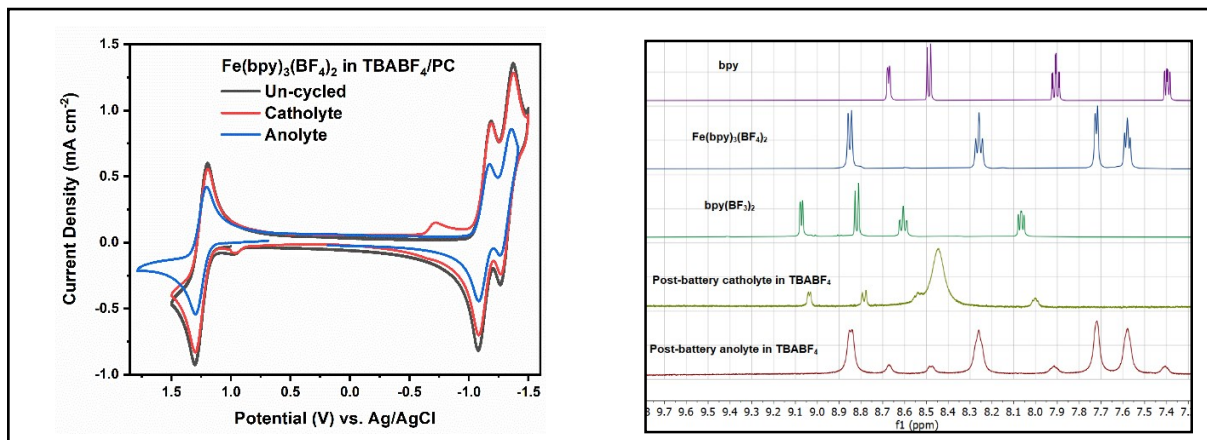 Fe(bpy)₃(BF₄)₂ in TBABF₄/PC
Un-cycled
Catholyte
Anolyte
Current Density (mA cm⁻²)
1.5
1.0
0.5
0.0
-0.5
-1.0
1.5 1.0 0.5 0.0 -0.5 -1.0 -1.5
Potential (V) vs. Ag/AgCl
bpy
Fe(bpy)₃(BF₄)₂
bpy(BF₃)₂
Post-battery catholyte in TBABF₄
Post-battery anolyte in TBABF₄
8 9.7 9.6 9.5 9.4 9.3 9.2 9.1 9.0 8.9 8.8 8.7 8.6 8.5 8.4 8.3 8.2 8.1 8.0 7.9 7.8 7.7 7.6 7.5 7.4 7.3
f1 (ppm)